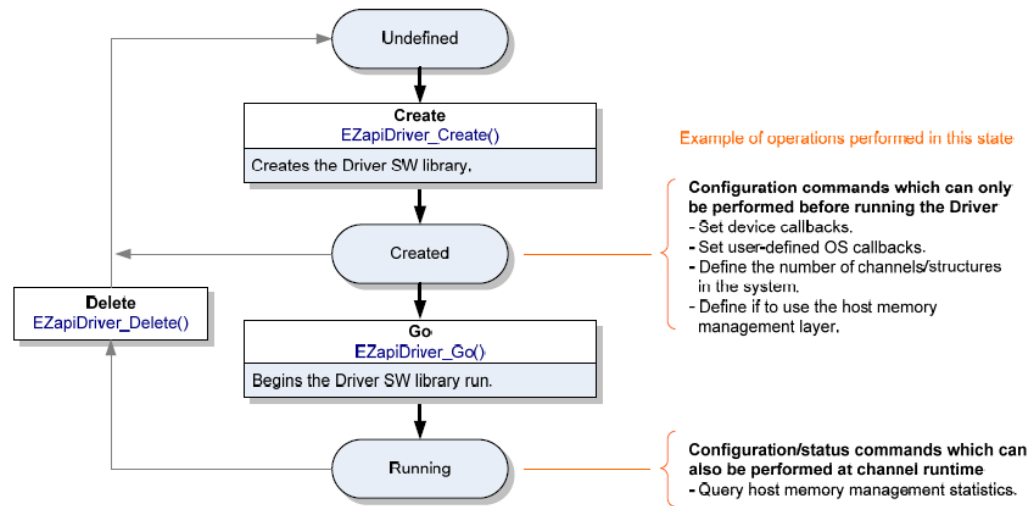 Undefined
Create
EZapiDriver_Create()
Creates the Driver SW library.
Example of operations performed in this state
Configuration commands which can only
be performed before running the Driver
- Set device callbacks.
- Set user-defined OS callbacks.
- Define the number of channels/structures
in the system.
- Define if to use the host memory
management layer.
Created
Delete
EZapiDriver_Delete()
Go
EZapiDriver_Go()
Begins the Driver SW library run.
Running
Configuration/status commands which can
also be performed at channel runtime
- Query host memory management statistics.